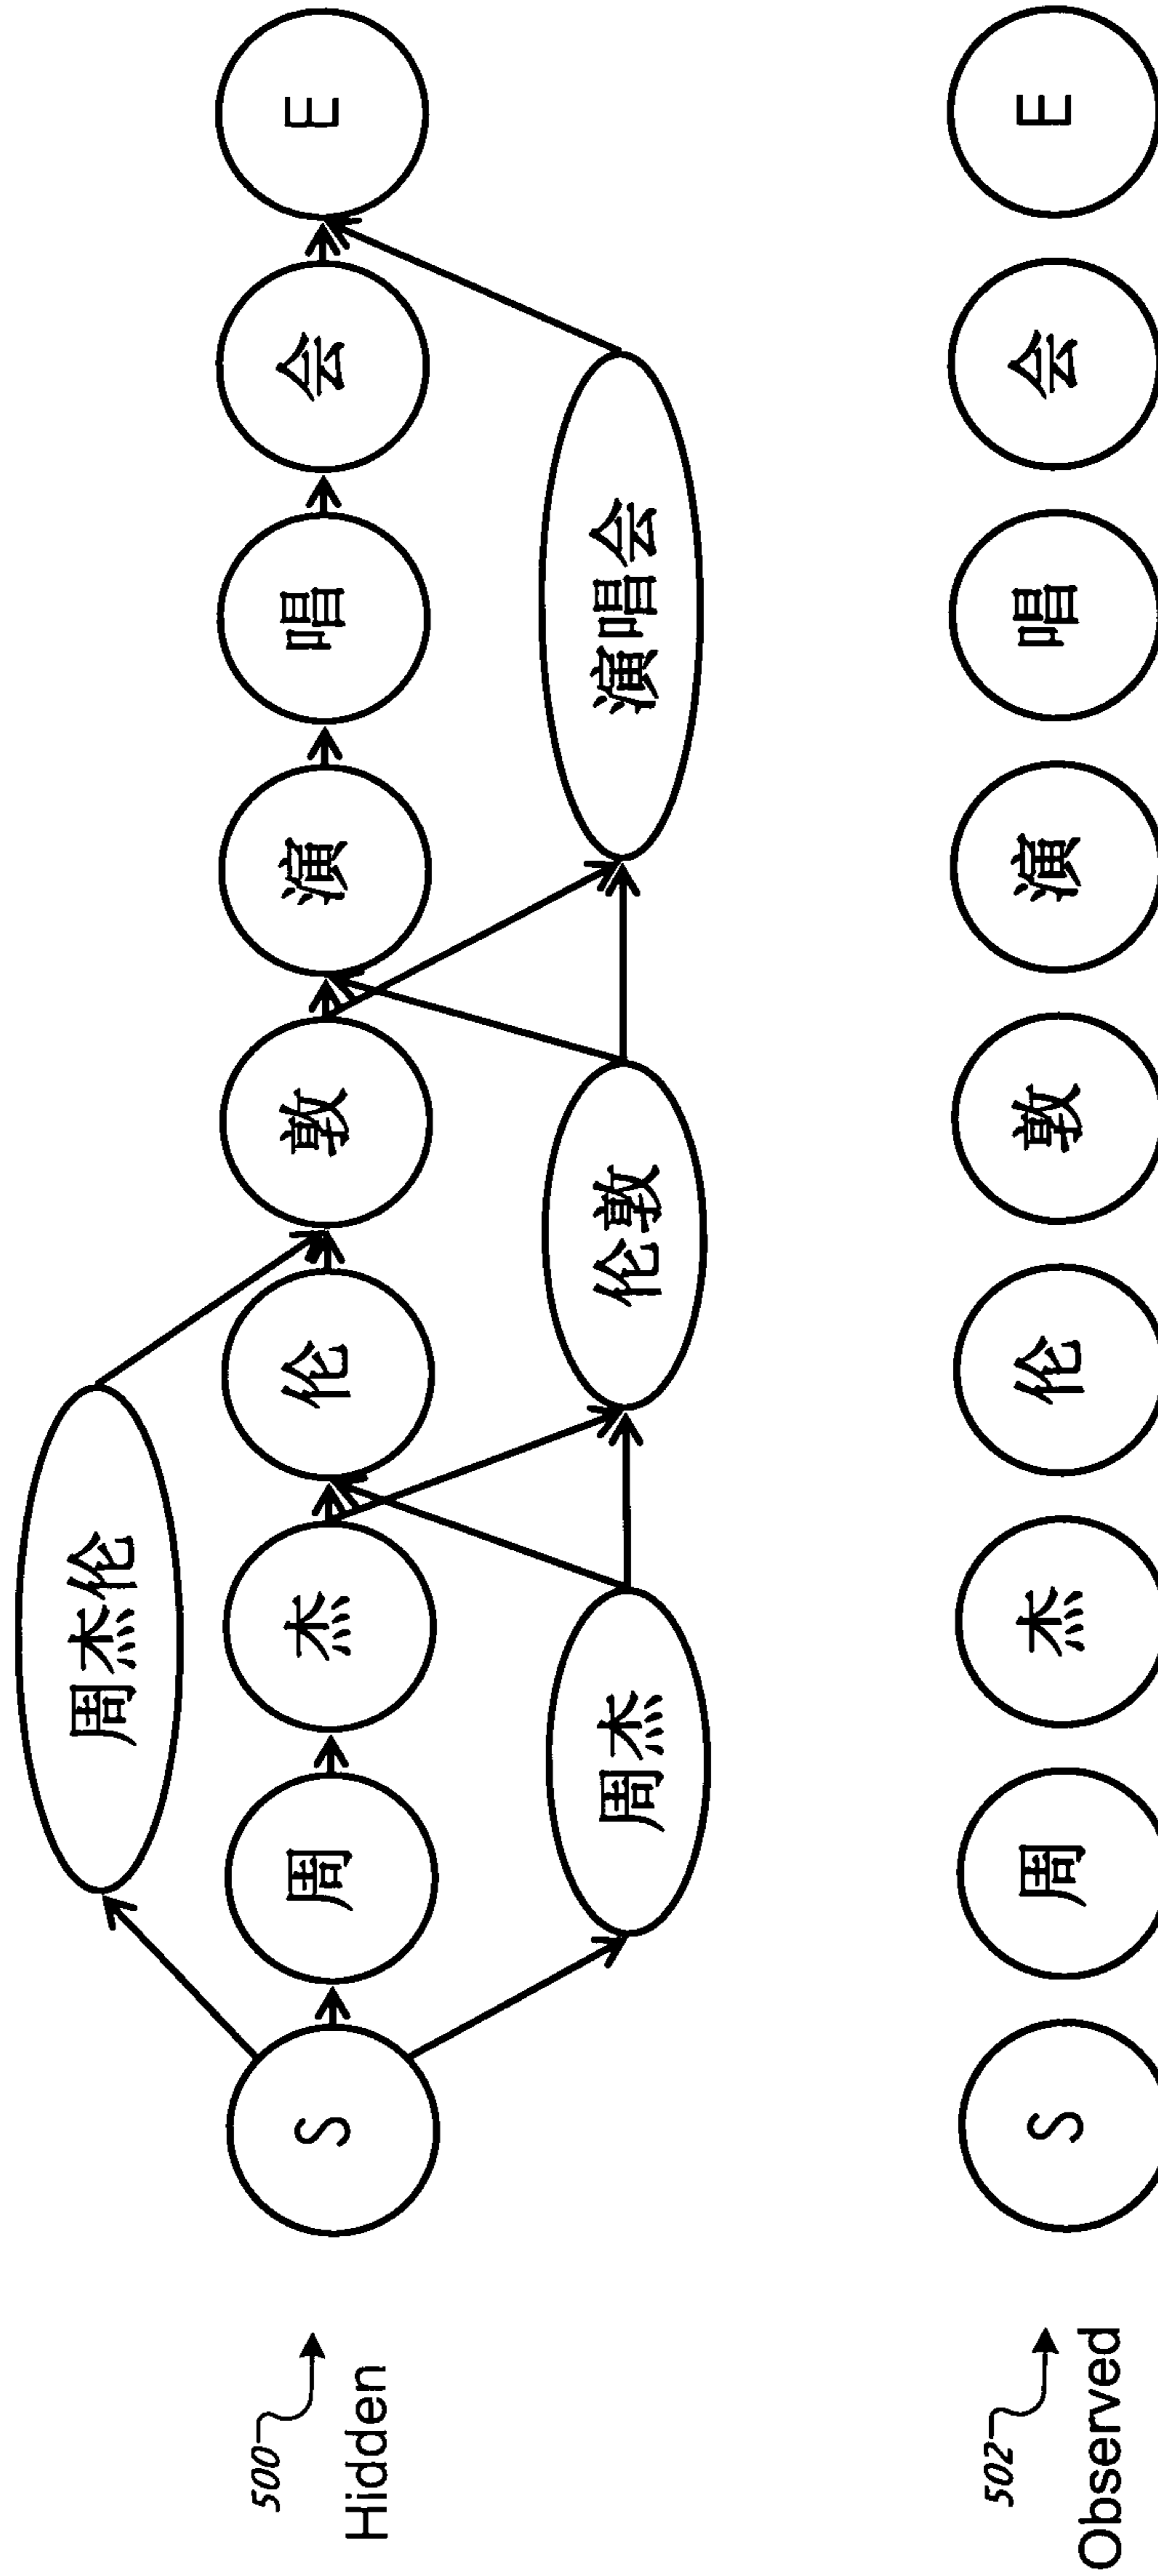 周杰伦
500
Hidden
S 周 杰 伦 敦 演 唱 会 E
周杰 伦敦 演唱会
502
Observed
S 周 杰 伦 敦 演 唱 会 E